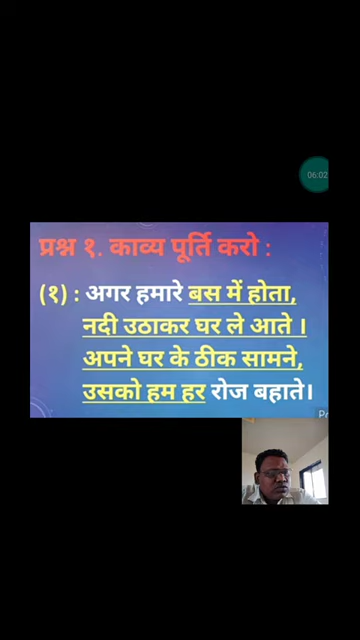 06:02
प्रश्न १. काव्य पूर्ति करो :
(१) : अगर हमारे बस में होता,
नदी उठाकर घर ले आते ।
अपने घर के ठीक सामने,
उसको हम हर रोज बहाते।